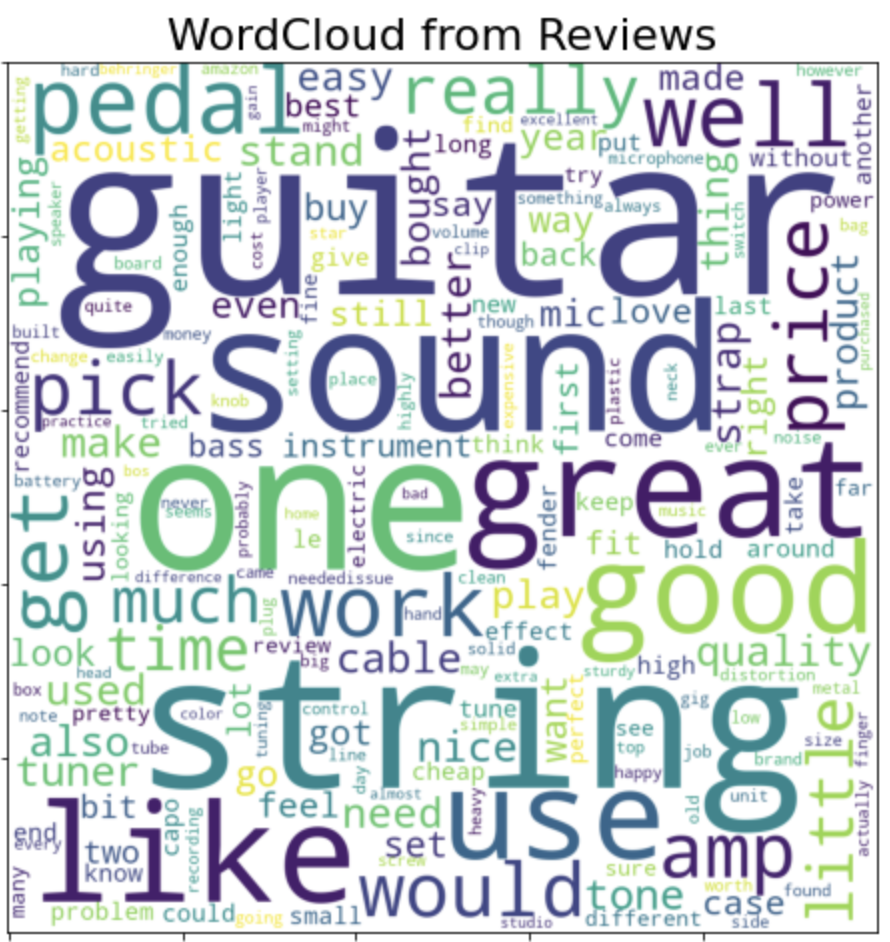 WordCloud from Reviews
hard behringer amazon however
pedal easy really made well
getting gain best might find excellent another
acoustic stand bought long year put microphone without
guitar
playing speaker enough light cost player buy say try something always way thing switch power
board star give volume clip back bag
quite even fine still better new though mic love last price product purchased
built money
sound
change easily setting place highly expensive first plastic neck strap right
recommend pick knob
practice tried come ever noise
make bass instrument think
battery bos bad great far
get using looking one never seems probably home le electric since fender keep music take
fit hold around
difference came needed issue clean
much plug work hand play good
effect
look time review big cable solid may extra sturdy high quality
head distortion
box used lot string want perfect gig low metal
note pretty color tuning control tune simple see
also tube got line nice top job brand size finger
tuner go day cheap happy unit
almost
like bit capo recording feel need heavy use old little actually
end every two know set screw amp
many would sure
problem could going small tone worth case found
studio different side